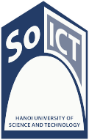 SOICT
HANOI UNIVERSITY OF
SCIENCE AND TECHNOLOGY